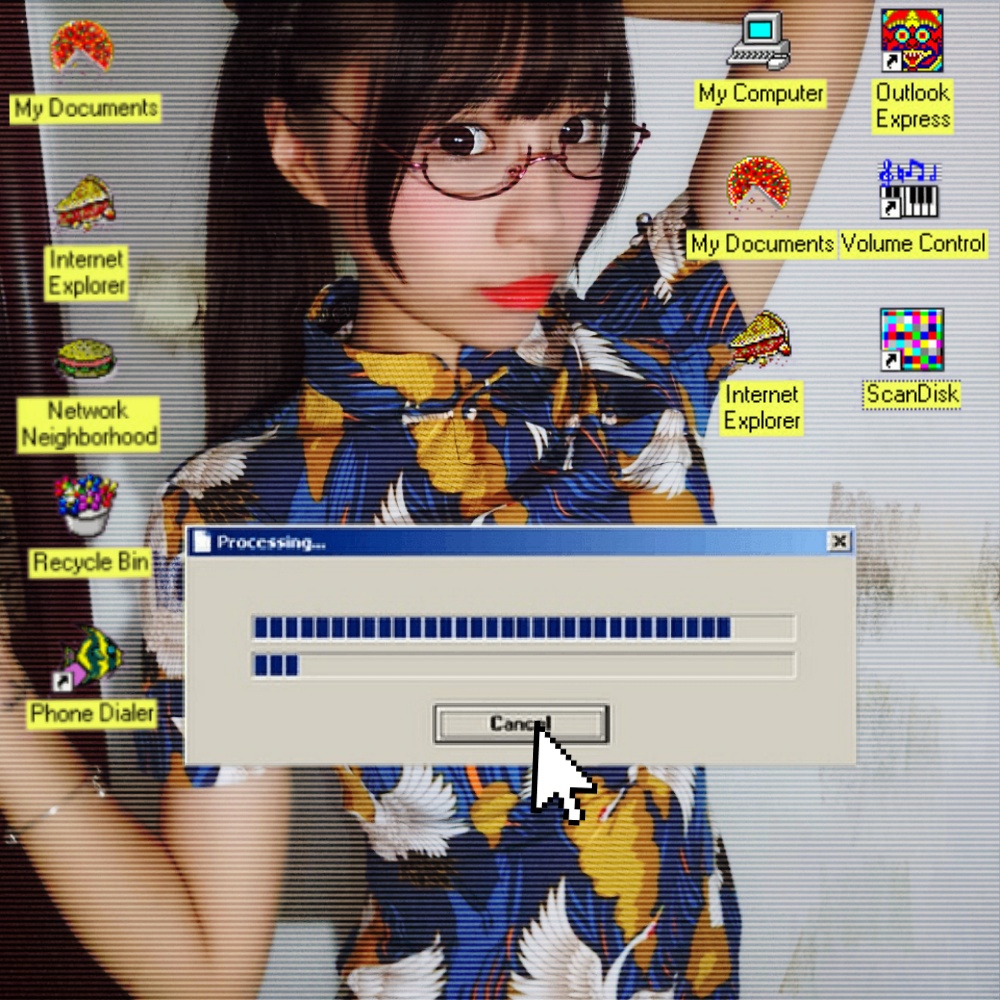 My Documents
Internet
Explorer
Network
Neighborhood
Recycle Bin
Phone Dialer
My Computer
Outlook
Express
My Documents
Volume Control
Internet
Explorer
ScanDisk
Processing...
Cancel